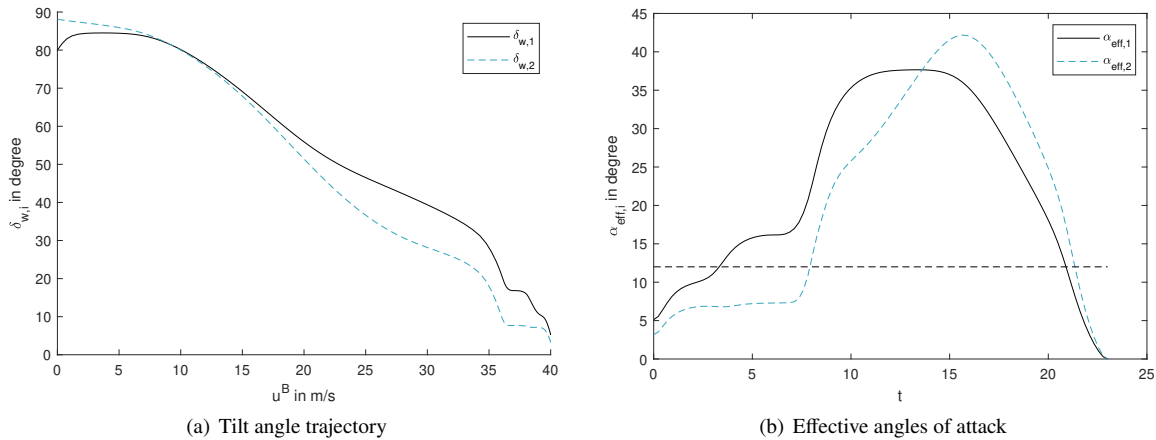 90
80
70
60
50
40
30
20
10
0
δw,i in degree
δw,1
δw,2
0 5 10 15 20 25 30 35 40
u^B in m/s
(a) Tilt angle trajectory
45
40
35
30
25
20
15
10
5
0
αeff,i in degree
αeff,1
αeff,2
0 5 10 15 20 25
t
(b) Effective angles of attack